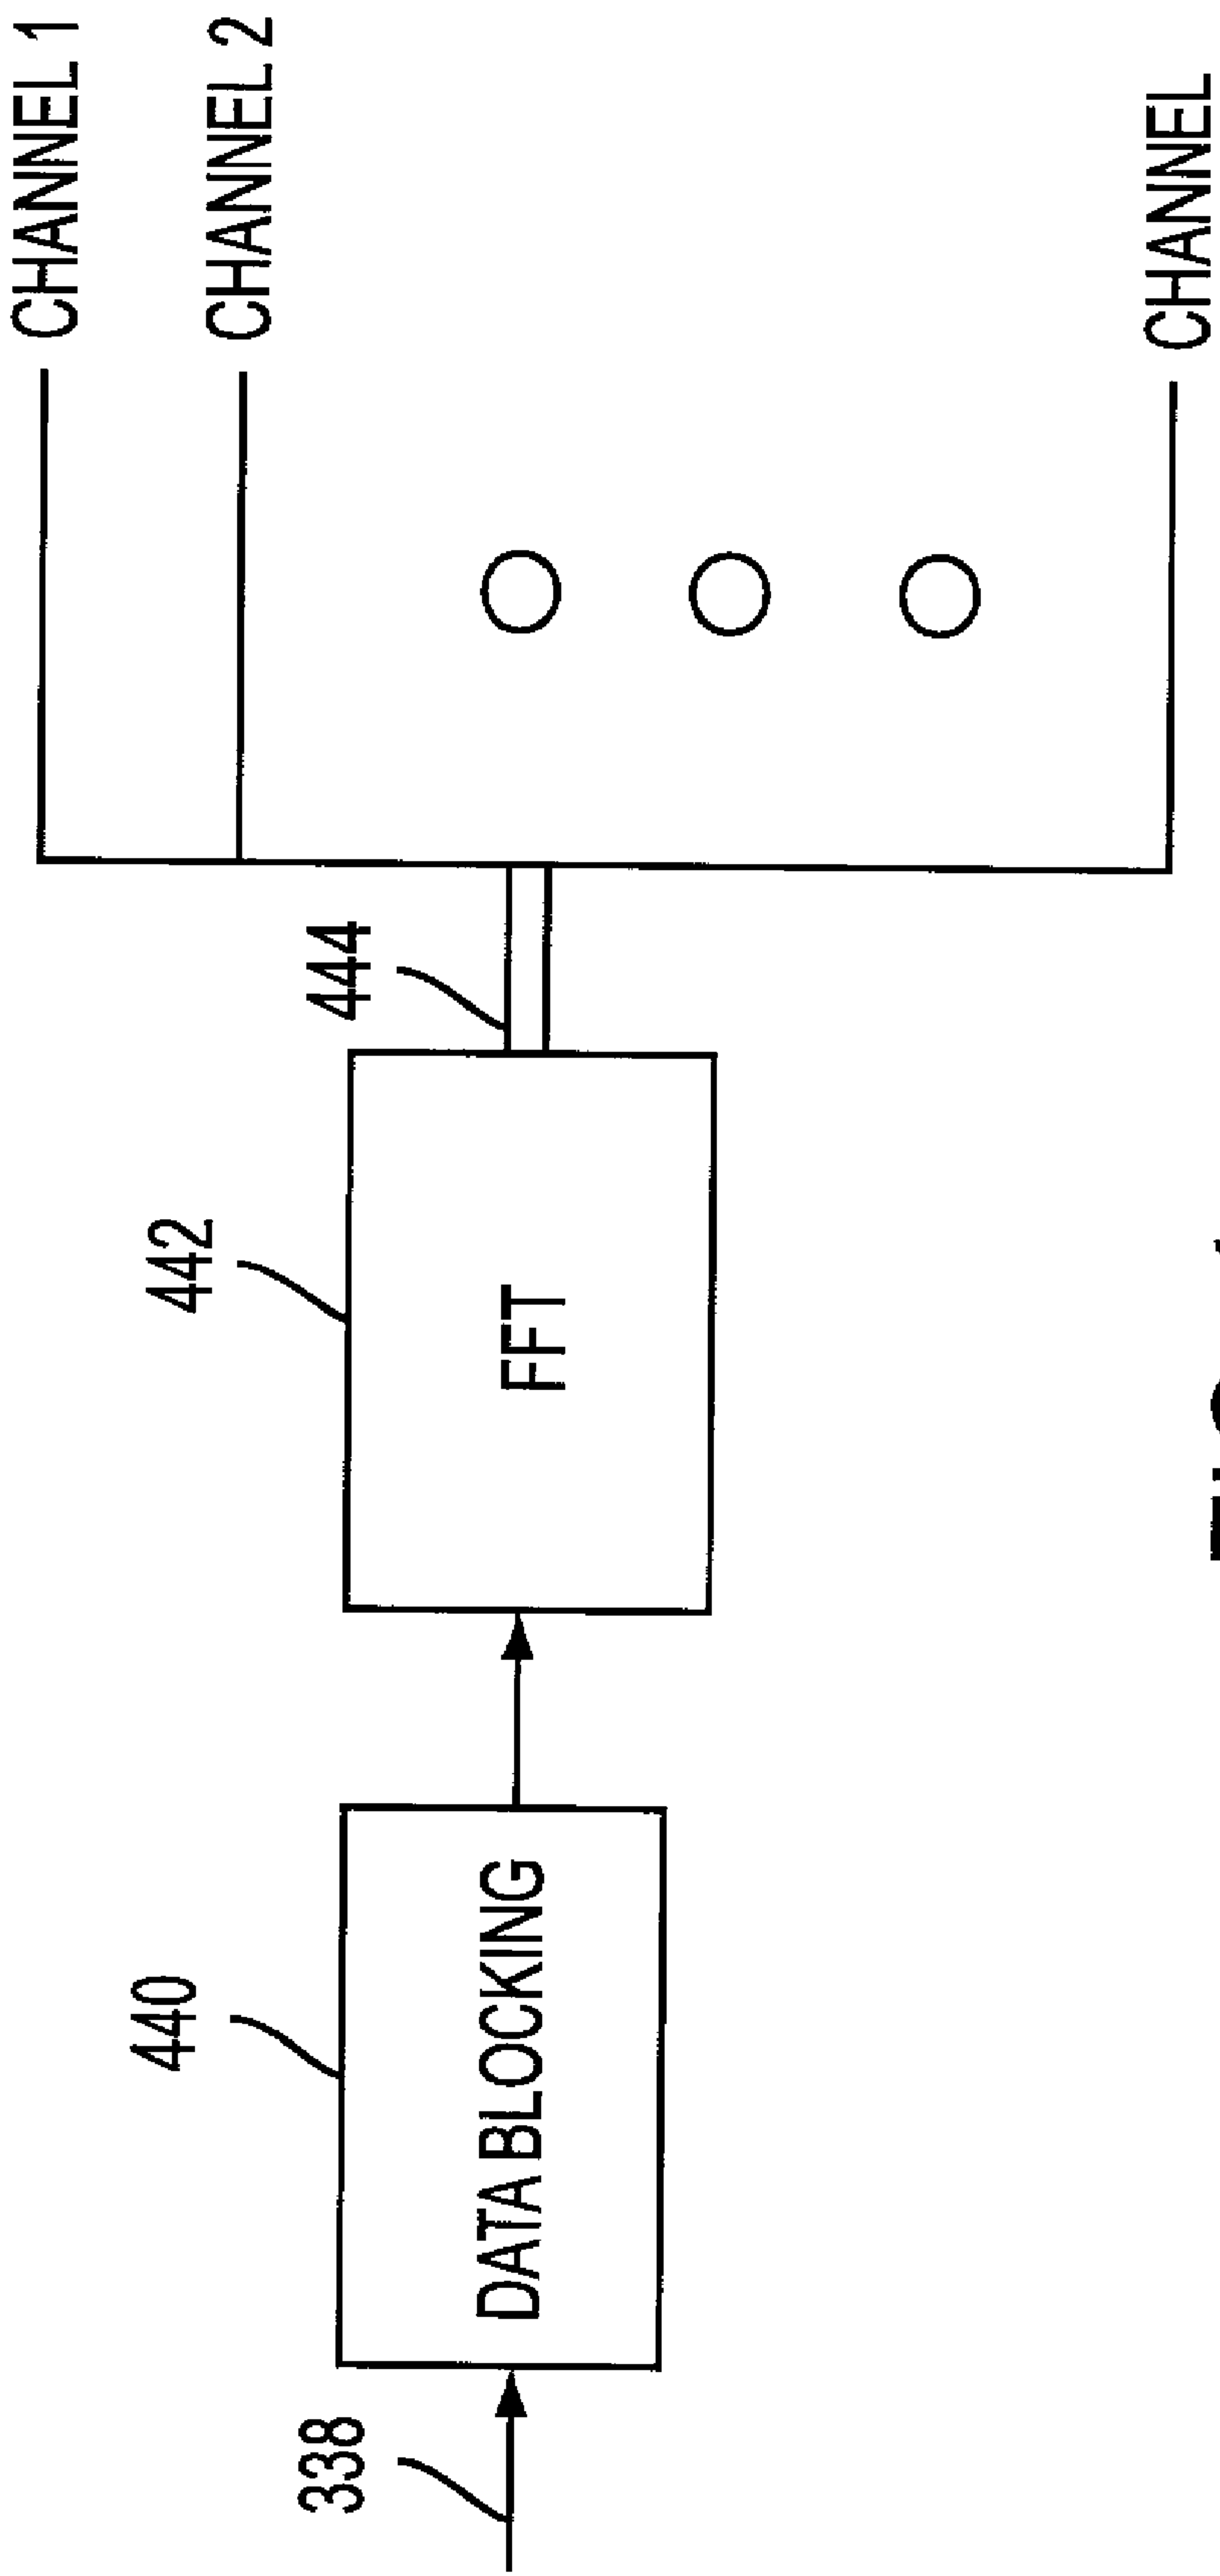 CHANNEL 1
CHANNEL 2
444
442
440
338
DATA BLOCKING
FFT
CHANNEL